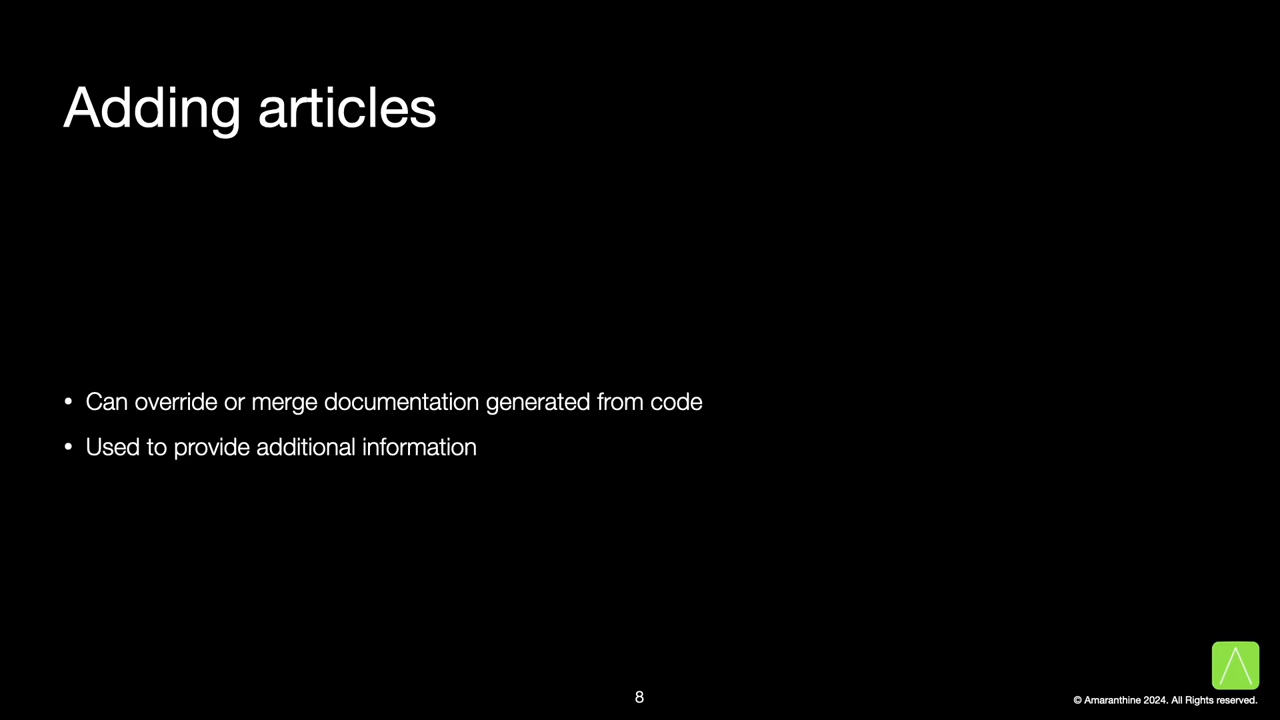 Adding articles
• Can override or merge documentation generated from code
• Used to provide additional information
8
© Amaranthine 2024. All Rights reserved.